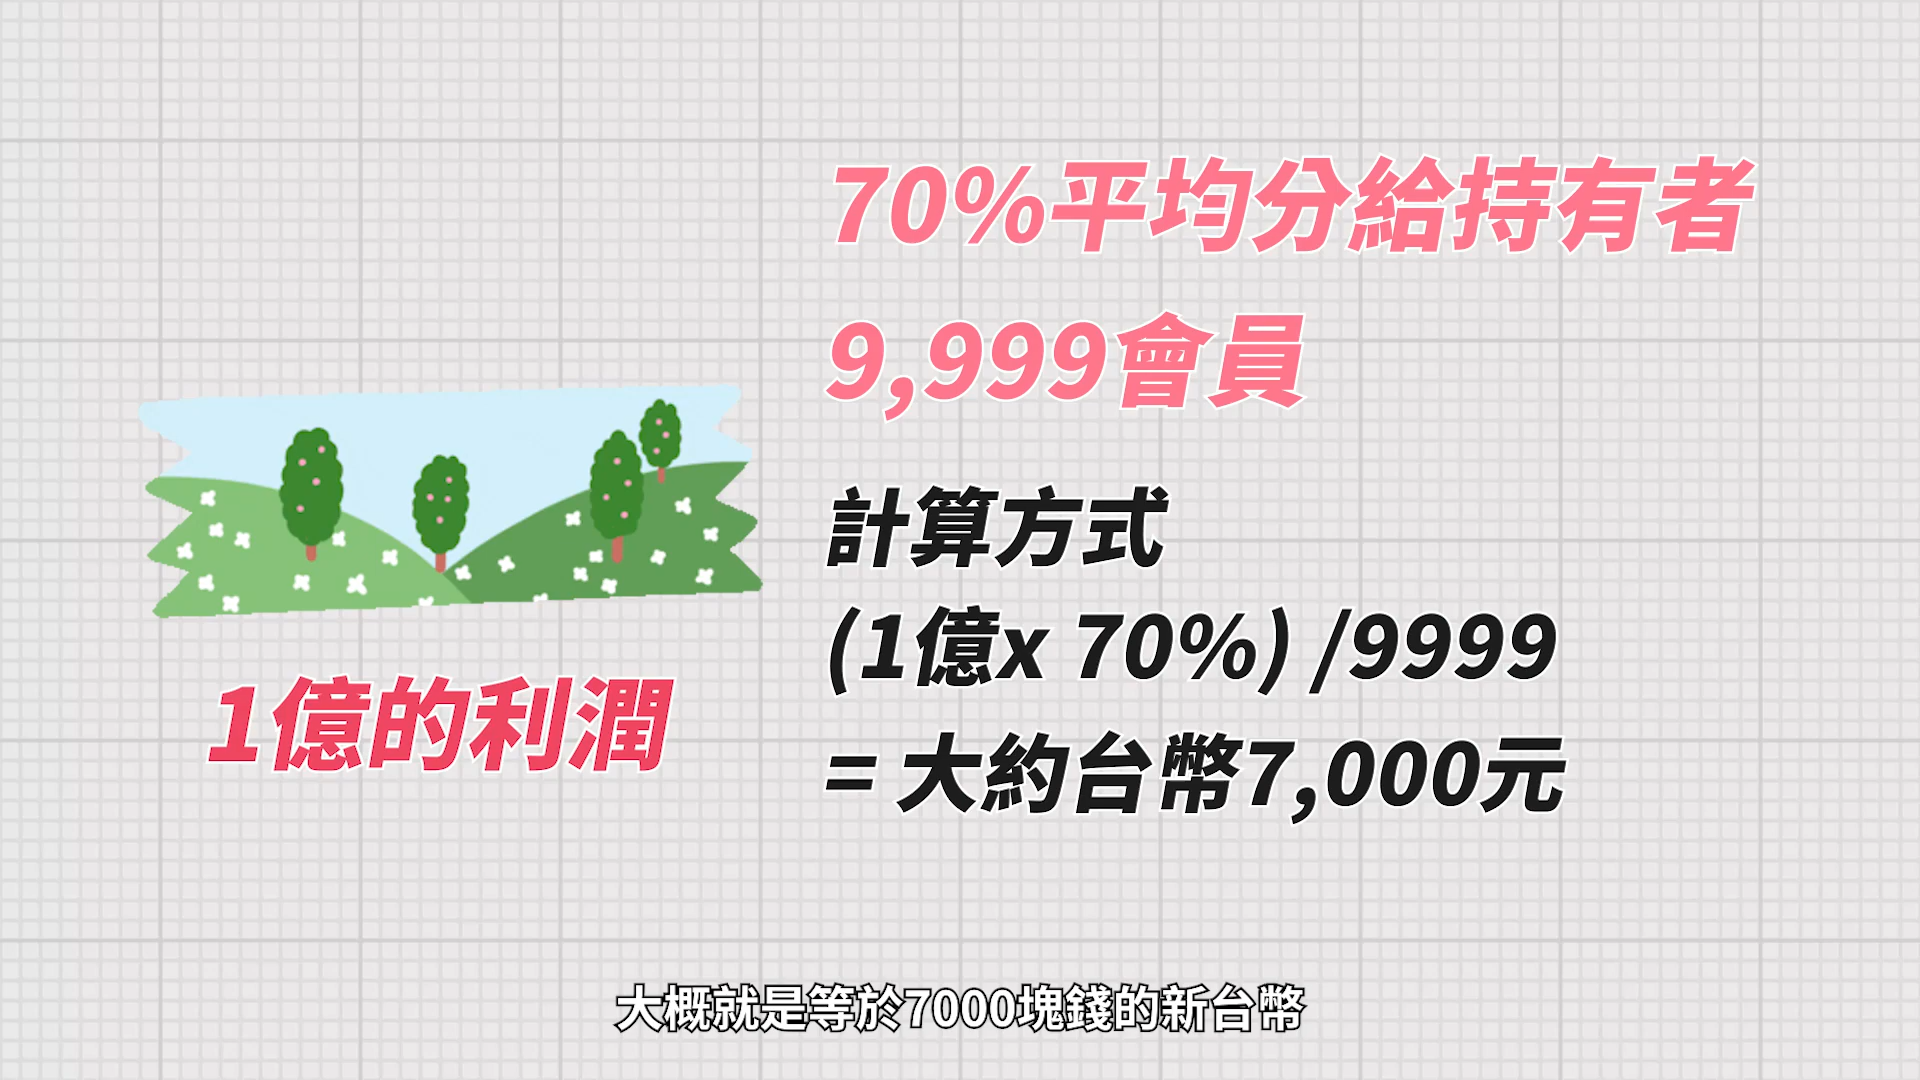 70%平均分給持有者
9,999會員
計算方式
(1億x 70%) /9999
= 大約台幣7,000元
1億的利潤
大概就是等於7000塊錢的新台幣